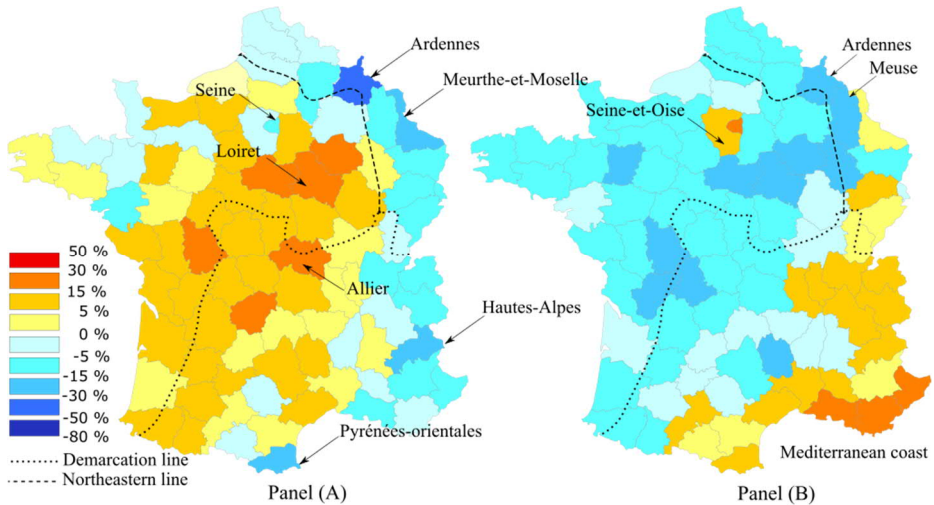 Ardennes
Meurthe-et-Moselle
Seine
Loiret
Allier
Hautes-Alpes
Pyrénées-orientales
50 %
30 %
15 %
5 %
0 %
-5 %
-15 %
-30 %
-50 %
-80 %
Demarcation line
Northeastern line
Panel (A)
Ardennes
Meuse
Seine-et-Oise
Mediterranean coast
Panel (B)